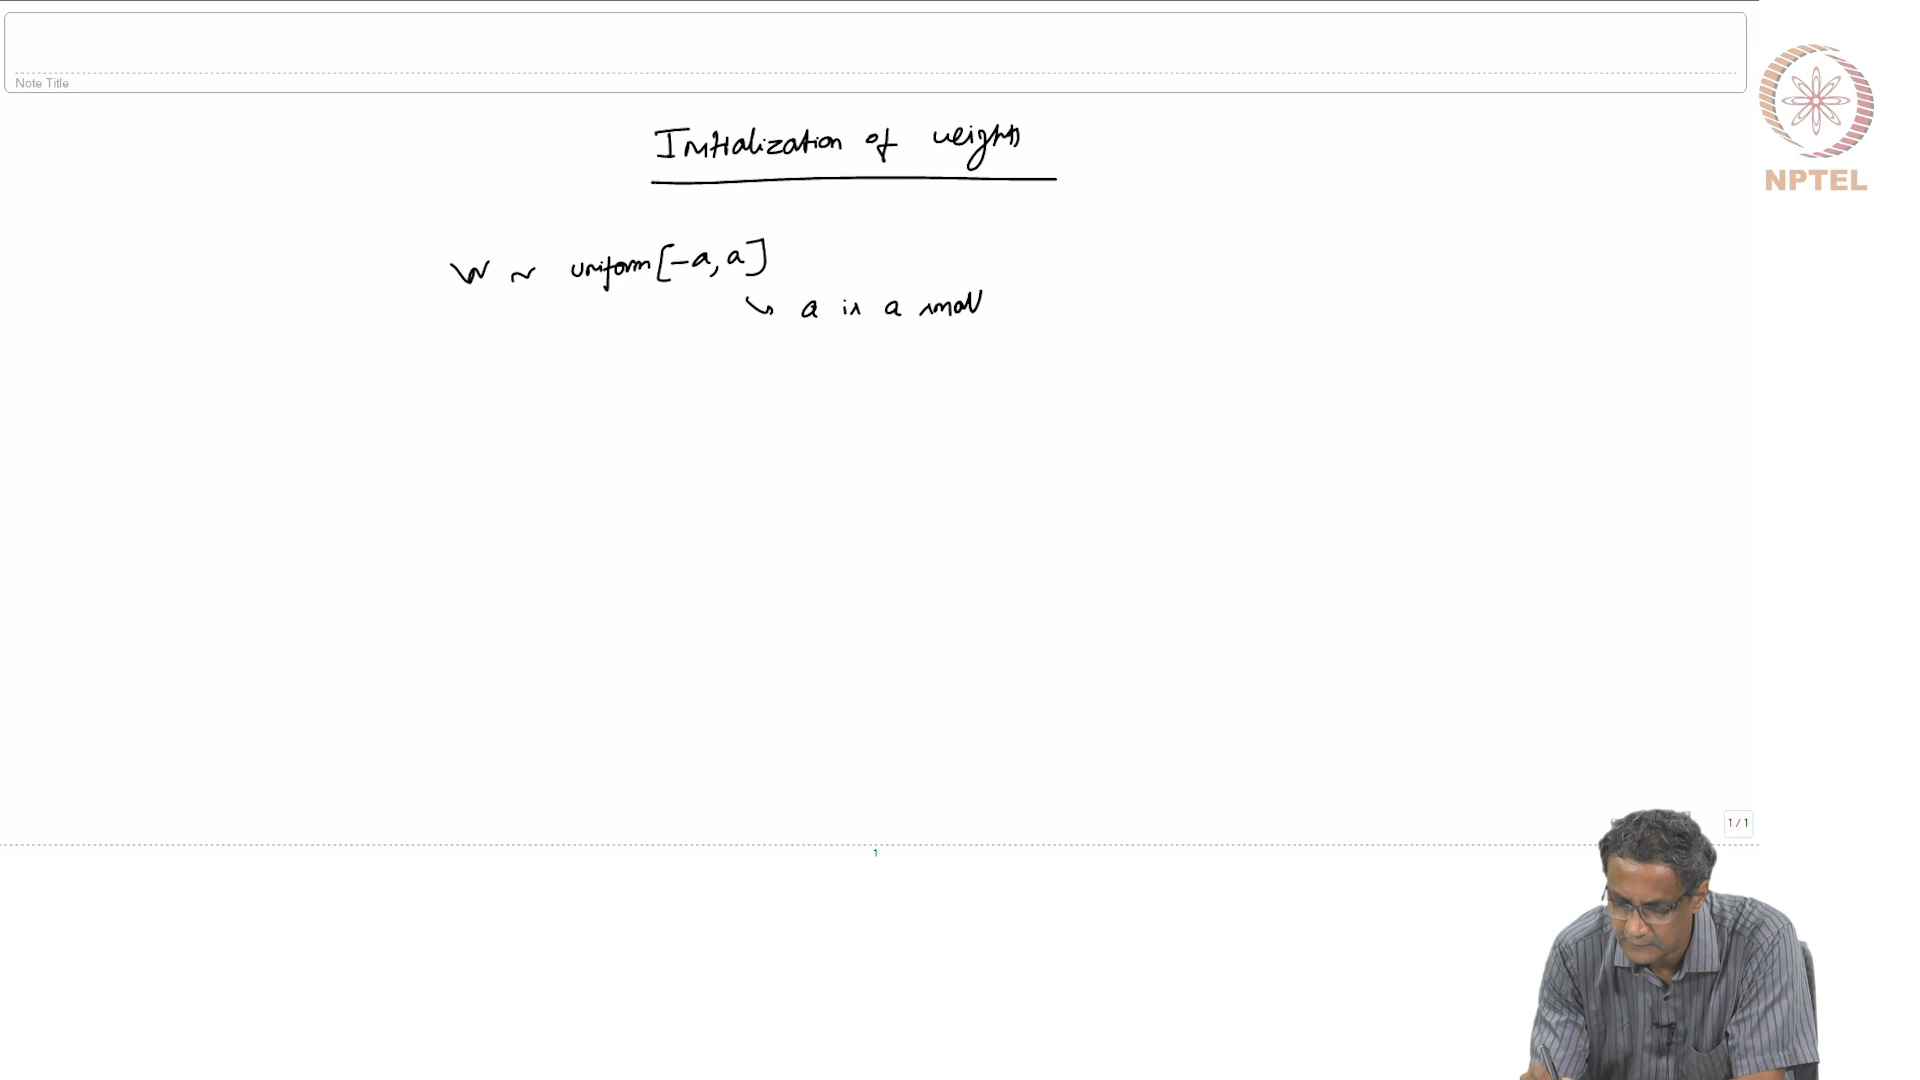 Note Title
NPTEL
Initialization of weights
W ~ uniform[-a, a]
↳ a is a small
1 / 1
1